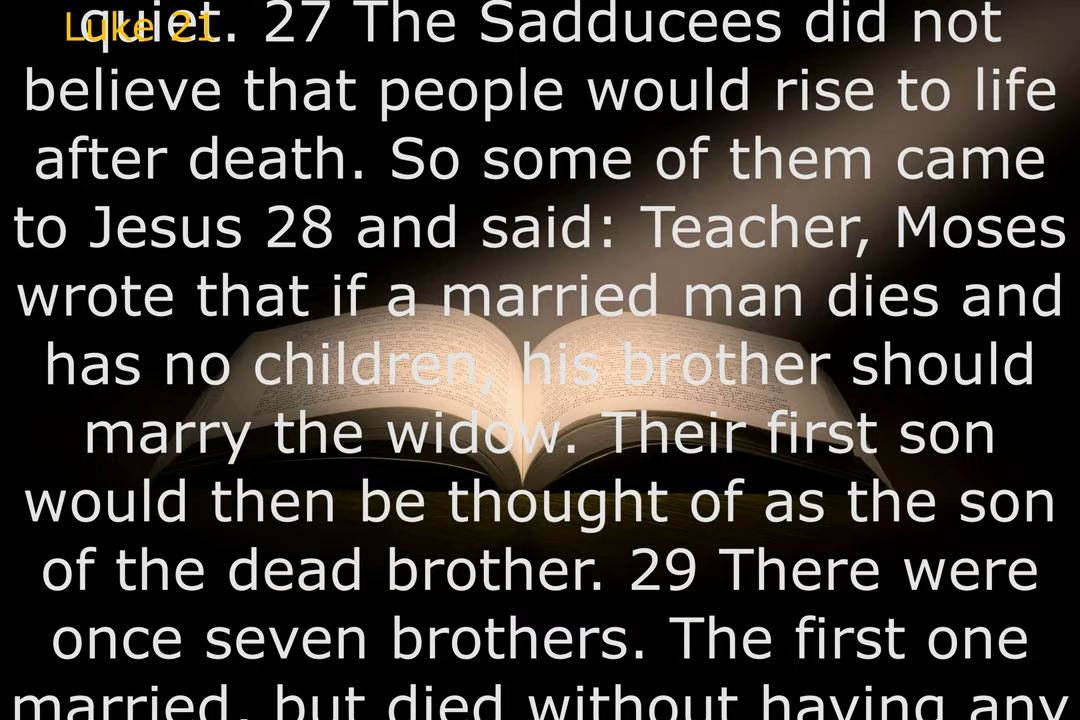 Luke 21
quiet. 27 The Sadducees did not
believe that people would rise to life
after death. So some of them came
to Jesus 28 and said: Teacher, Moses
wrote that if a married man dies and
has no children, his brother should
marry the widow. Their first son
would then be thought of as the son
of the dead brother. 29 There were
once seven brothers. The first one
married, but died without having any